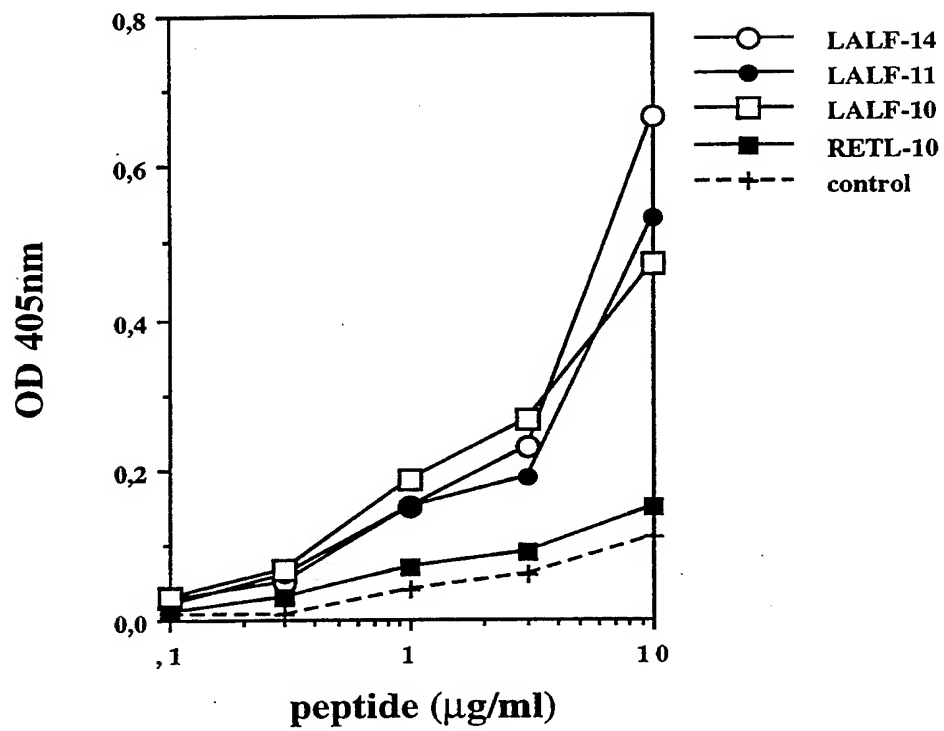 0,8
0,6
0,4
0,2
0,0
OD 405nm
,1
1
10
peptide (µg/ml)
LALF-14
LALF-11
LALF-10
RETL-10
control